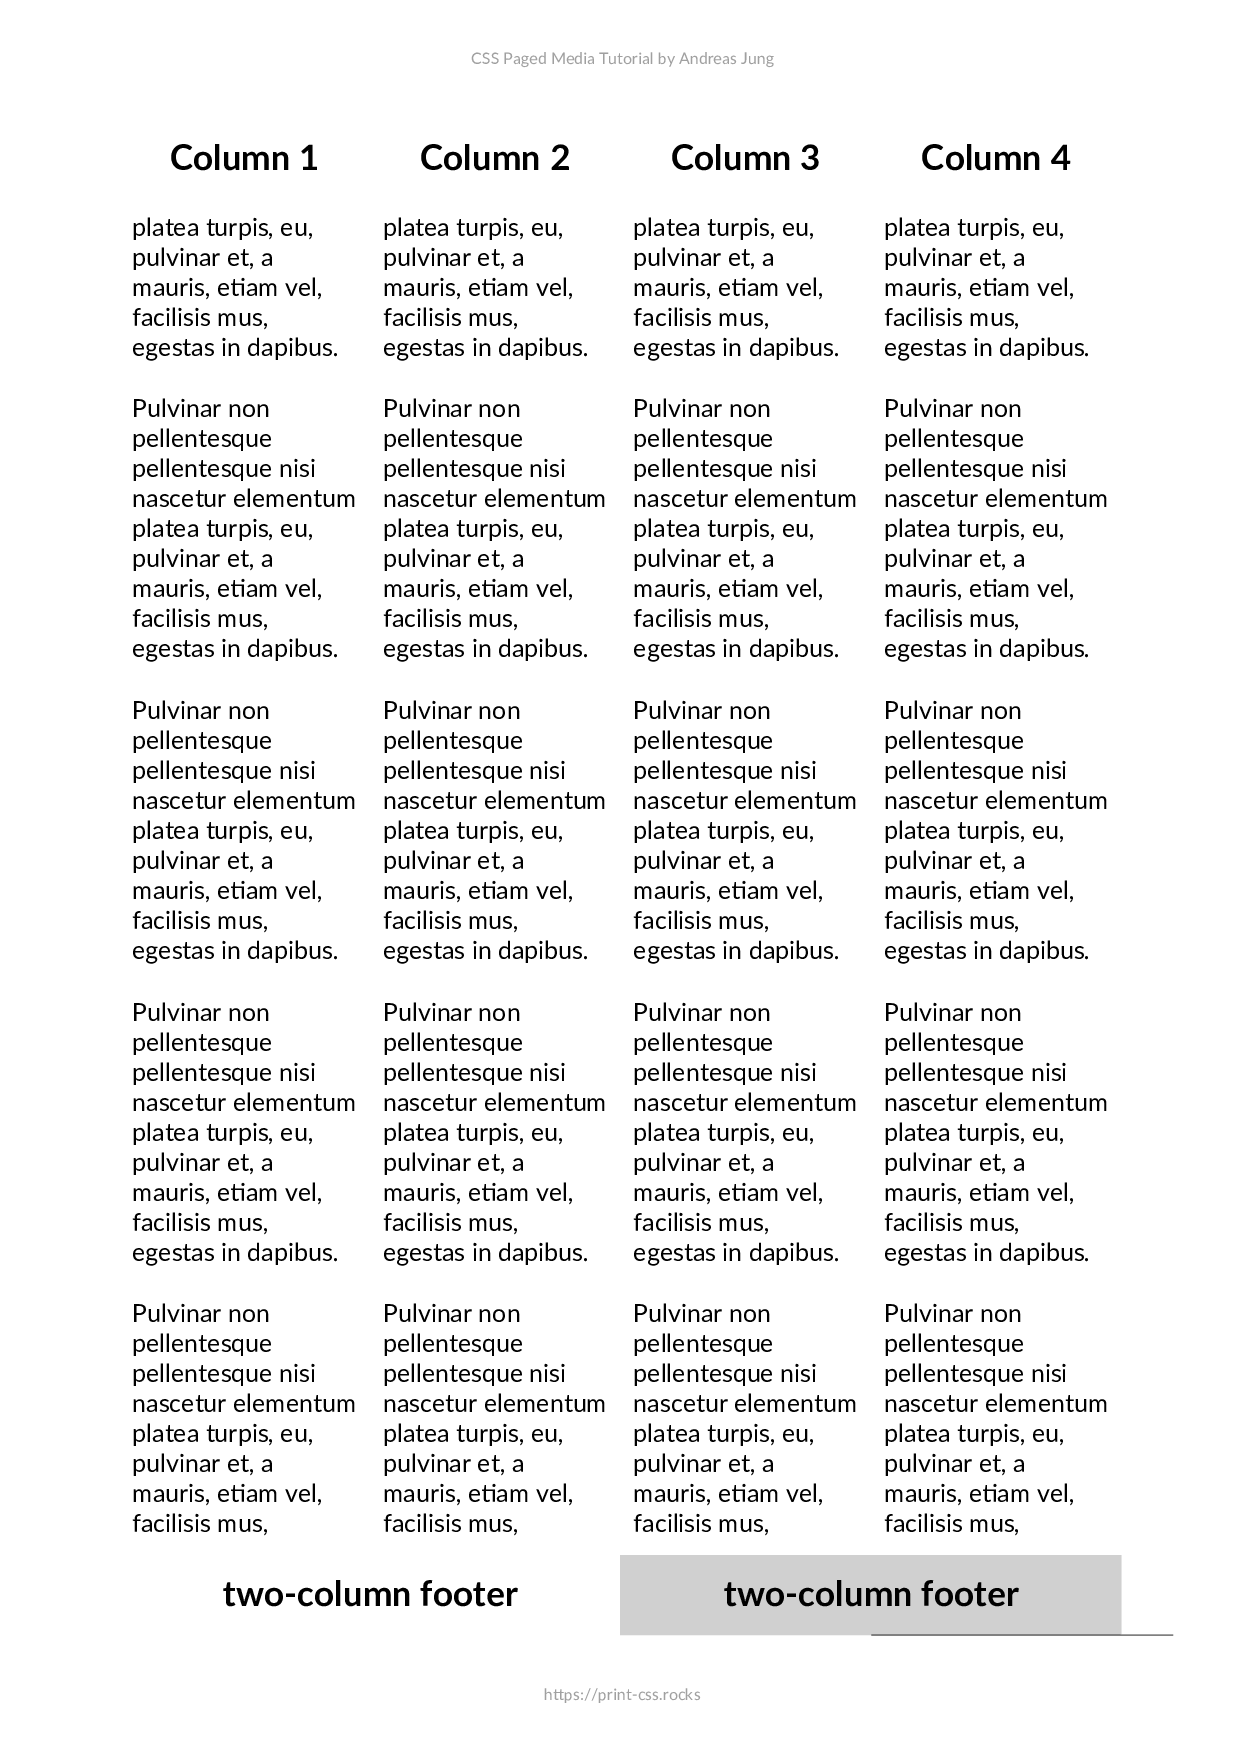 CSS Paged Media Tutorial by Andreas Jung
Column 1
platea turpis, eu,
pulvinar et, a
mauris, etiam vel,
facilisis mus,
egestas in dapibus.
Pulvinar non
pellentesque
pellentesque nisi
nascetur elementum
platea turpis, eu,
pulvinar et, a
mauris, etiam vel,
facilisis mus,
egestas in dapibus.
Pulvinar non
pellentesque
pellentesque nisi
nascetur elementum
platea turpis, eu,
pulvinar et, a
mauris, etiam vel,
facilisis mus,
egestas in dapibus.
Pulvinar non
pellentesque
pellentesque nisi
nascetur elementum
platea turpis, eu,
pulvinar et, a
mauris, etiam vel,
facilisis mus,
egestas in dapibus.
Pulvinar non
pellentesque
pellentesque nisi
nascetur elementum
platea turpis, eu,
pulvinar et, a
mauris, etiam vel,
facilisis mus,
Column 2
platea turpis, eu,
pulvinar et, a
mauris, etiam vel,
facilisis mus,
egestas in dapibus.
Pulvinar non
pellentesque
pellentesque nisi
nascetur elementum
platea turpis, eu,
pulvinar et, a
mauris, etiam vel,
facilisis mus,
egestas in dapibus.
Pulvinar non
pellentesque
pellentesque nisi
nascetur elementum
platea turpis, eu,
pulvinar et, a
mauris, etiam vel,
facilisis mus,
egestas in dapibus.
Pulvinar non
pellentesque
pellentesque nisi
nascetur elementum
platea turpis, eu,
pulvinar et, a
mauris, etiam vel,
facilisis mus,
egestas in dapibus.
Pulvinar non
pellentesque
pellentesque nisi
nascetur elementum
platea turpis, eu,
pulvinar et, a
mauris, etiam vel,
facilisis mus,
Column 3
platea turpis, eu,
pulvinar et, a
mauris, etiam vel,
facilisis mus,
egestas in dapibus.
Pulvinar non
pellentesque
pellentesque nisi
nascetur elementum
platea turpis, eu,
pulvinar et, a
mauris, etiam vel,
facilisis mus,
egestas in dapibus.
Pulvinar non
pellentesque
pellentesque nisi
nascetur elementum
platea turpis, eu,
pulvinar et, a
mauris, etiam vel,
facilisis mus,
egestas in dapibus.
Pulvinar non
pellentesque
pellentesque nisi
nascetur elementum
platea turpis, eu,
pulvinar et, a
mauris, etiam vel,
facilisis mus,
egestas in dapibus.
Pulvinar non
pellentesque
pellentesque nisi
nascetur elementum
platea turpis, eu,
pulvinar et, a
mauris, etiam vel,
facilisis mus,
Column 4
platea turpis, eu,
pulvinar et, a
mauris, etiam vel,
facilisis mus,
egestas in dapibus.
Pulvinar non
pellentesque
pellentesque nisi
nascetur elementum
platea turpis, eu,
pulvinar et, a
mauris, etiam vel,
facilisis mus,
egestas in dapibus.
Pulvinar non
pellentesque
pellentesque nisi
nascetur elementum
platea turpis, eu,
pulvinar et, a
mauris, etiam vel,
facilisis mus,
egestas in dapibus.
Pulvinar non
pellentesque
pellentesque nisi
nascetur elementum
platea turpis, eu,
pulvinar et, a
mauris, etiam vel,
facilisis mus,
egestas in dapibus.
Pulvinar non
pellentesque
pellentesque nisi
nascetur elementum
platea turpis, eu,
pulvinar et, a
mauris, etiam vel,
facilisis mus,
two-column footer
two-column footer
https://print-css.rocks